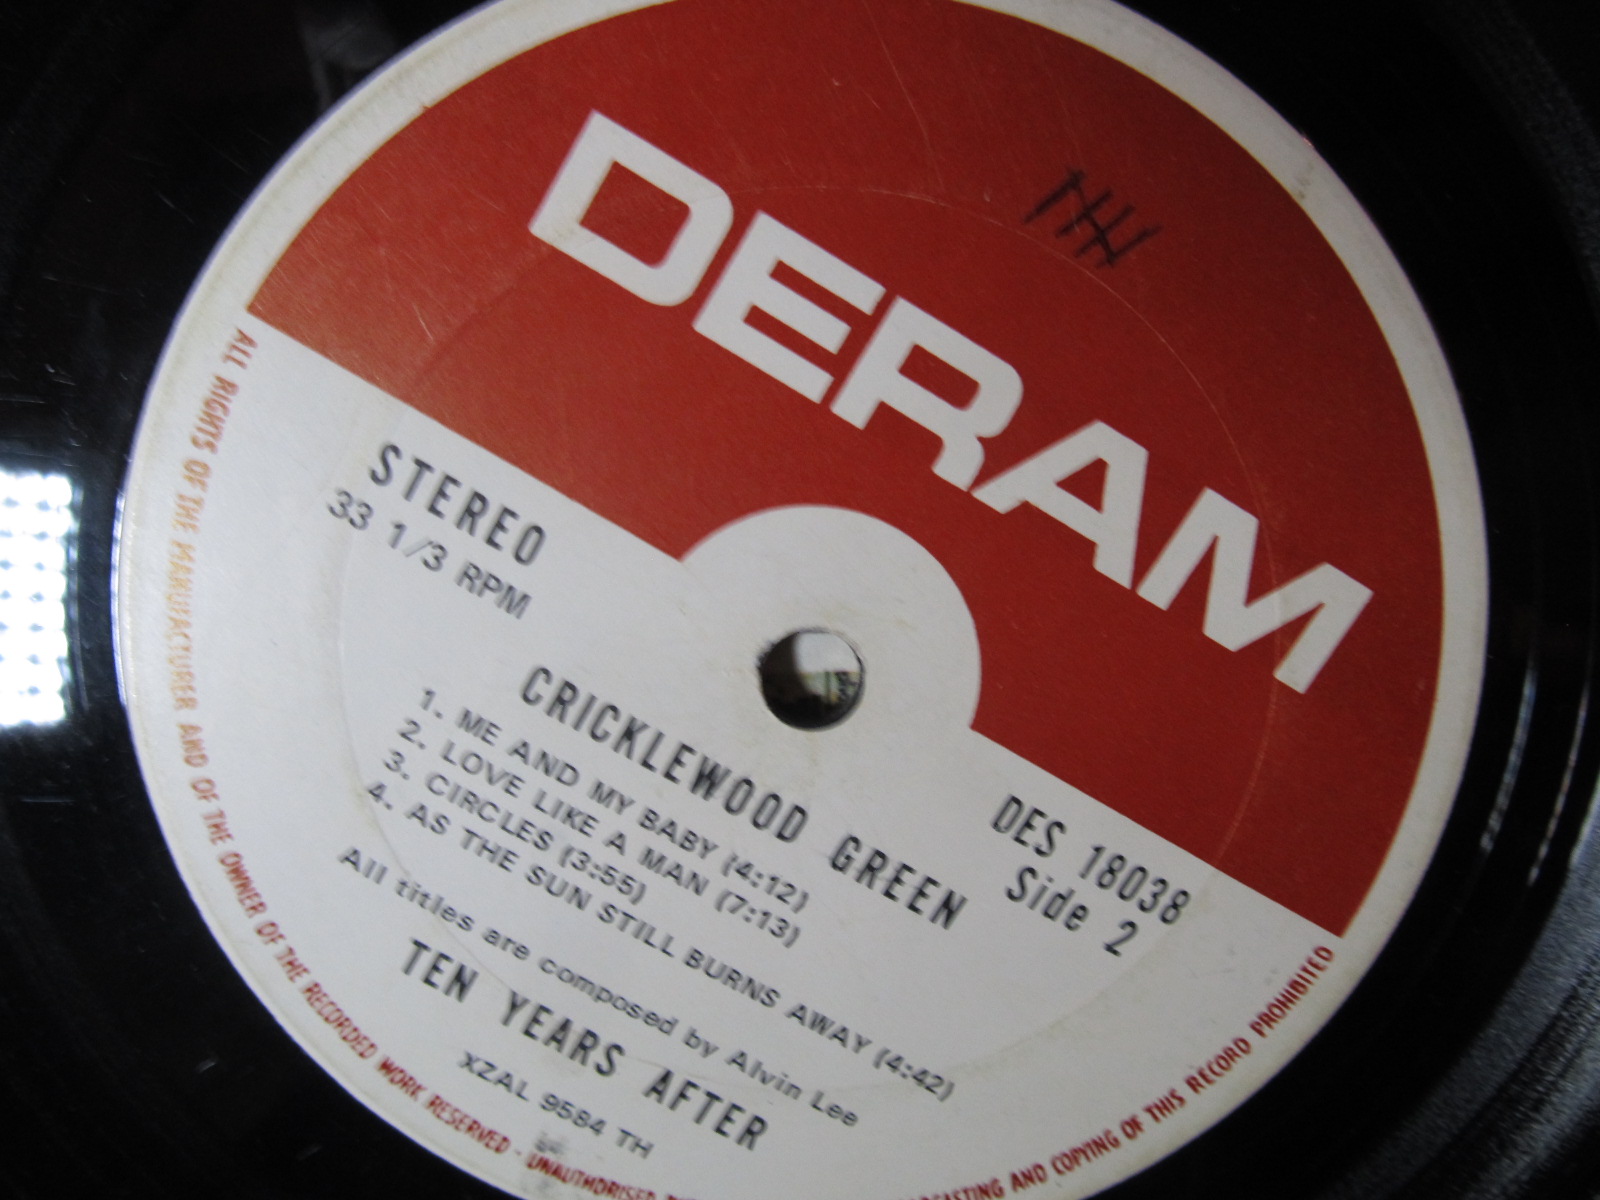 DERAM
STEREO
33 1/3 RPM
DES 18038
Side 2
CRICKLEWOOD GREEN
1. ME AND MY BABY (4:12)
2. LOVE LIKE A MAN (7:13)
3. CIRCLES (3:55)
4. AS THE SUN STILL BURNS AWAY (4:42)
All titles are composed by Alvin Lee
TEN YEARS AFTER
XZAL 9584 TH
ALL RIGHTS OF THE MANUFACTURER AND OF THE OWNER OF THE RECORDED WORK RESERVED - UNAUTHORISED
AND COPYING OF THIS RECORD PROHIBITED